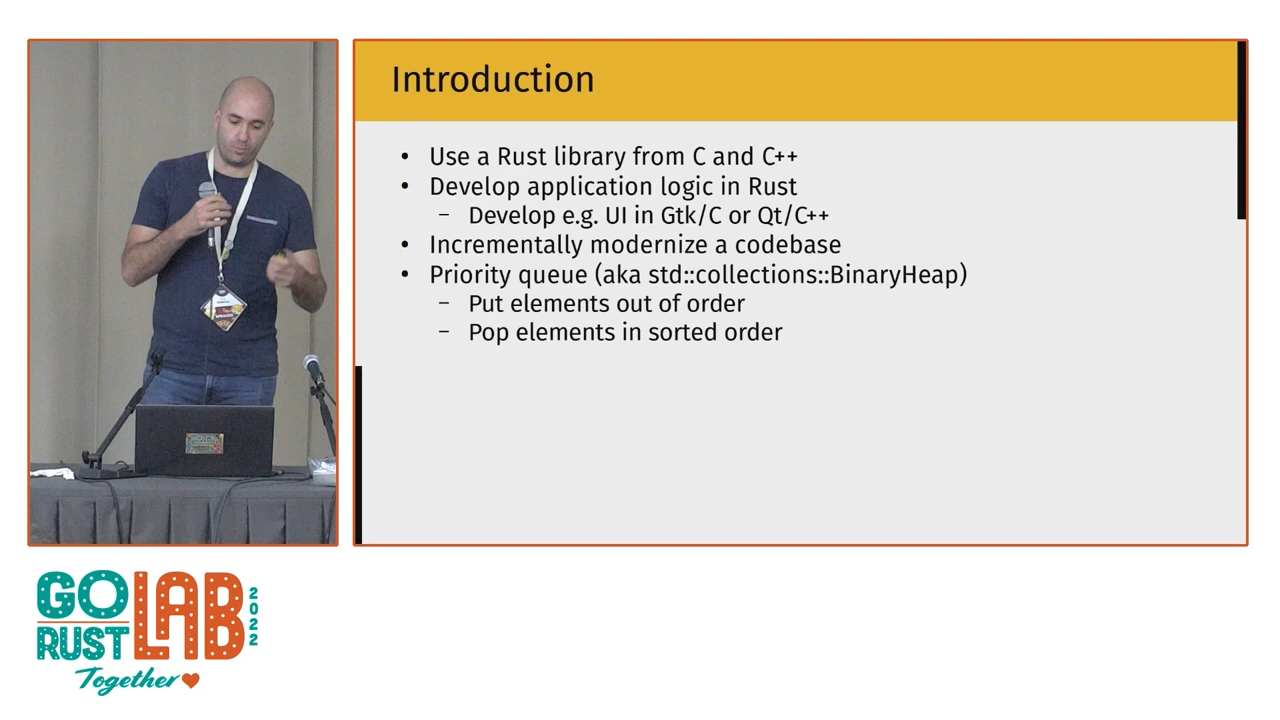 Introduction
• Use a Rust library from C and C++
• Develop application logic in Rust
– Develop e.g. UI in Gtk/C or Qt/C++
• Incrementally modernize a codebase
• Priority queue (aka std::collections::BinaryHeap)
– Put elements out of order
– Pop elements in sorted order
GO LAB 2022
RUST
Together